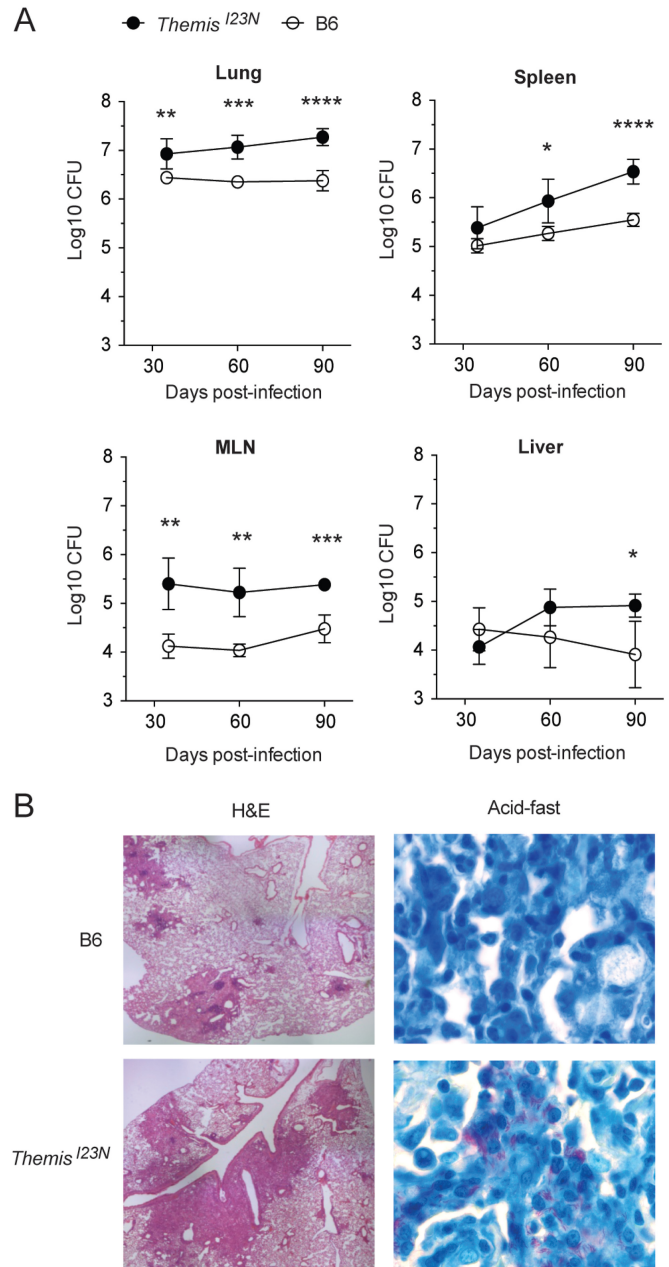 A
Themis I23N B6
Lung
** *** ****
8
7
6
5
4
3
Log10 CFU
30 60 90
Days post-infection
Spleen
* ****
8
7
6
5
4
3
Log10 CFU
30 60 90
Days post-infection
MLN
** ** ***
8
7
6
5
4
3
Log10 CFU
30 60 90
Days post-infection
Liver
*
8
7
6
5
4
3
Log10 CFU
30 60 90
Days post-infection
B
H&E Acid-fast
B6
Themis I23N